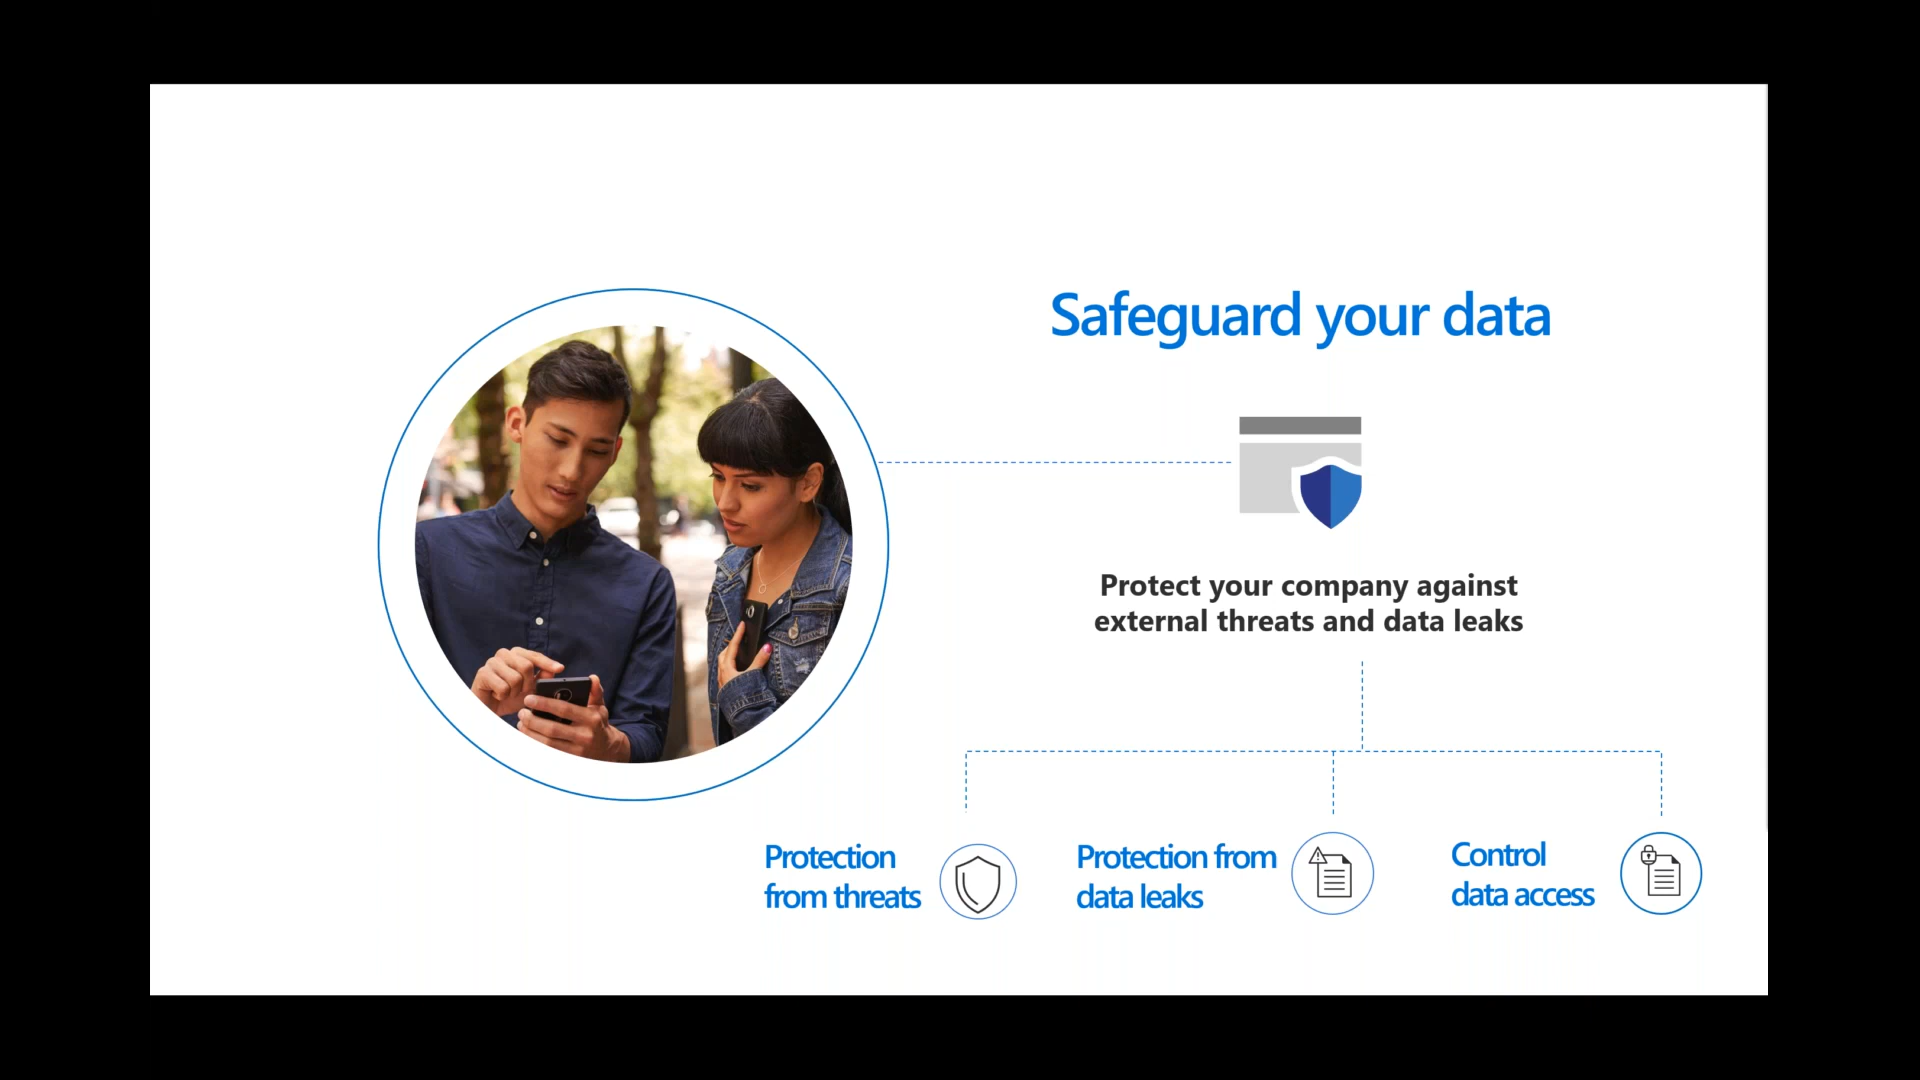 Safeguard your data
Protect your company against
external threats and data leaks
Protection
from threats
Protection from
data leaks
Control
data access